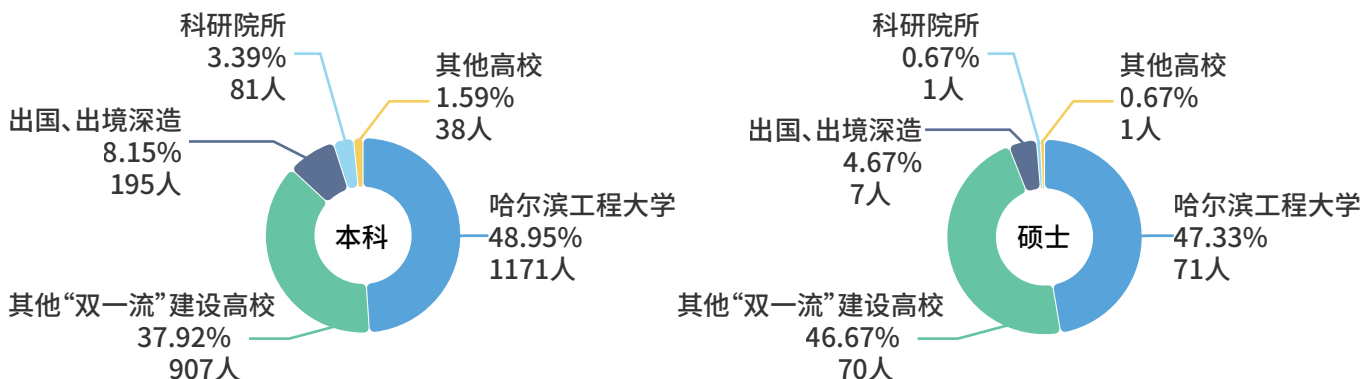 科研院所
3.39%
81人
其他高校
1.59%
38人
出国、出境深造
8.15%
195人
本科
哈尔滨工程大学
48.95%
1171人
其他“双一流”建设高校
37.92%
907人
科研院所
0.67%
1人
其他高校
0.67%
1人
出国、出境深造
4.67%
7人
硕士
哈尔滨工程大学
47.33%
71人
其他“双一流”建设高校
46.67%
70人